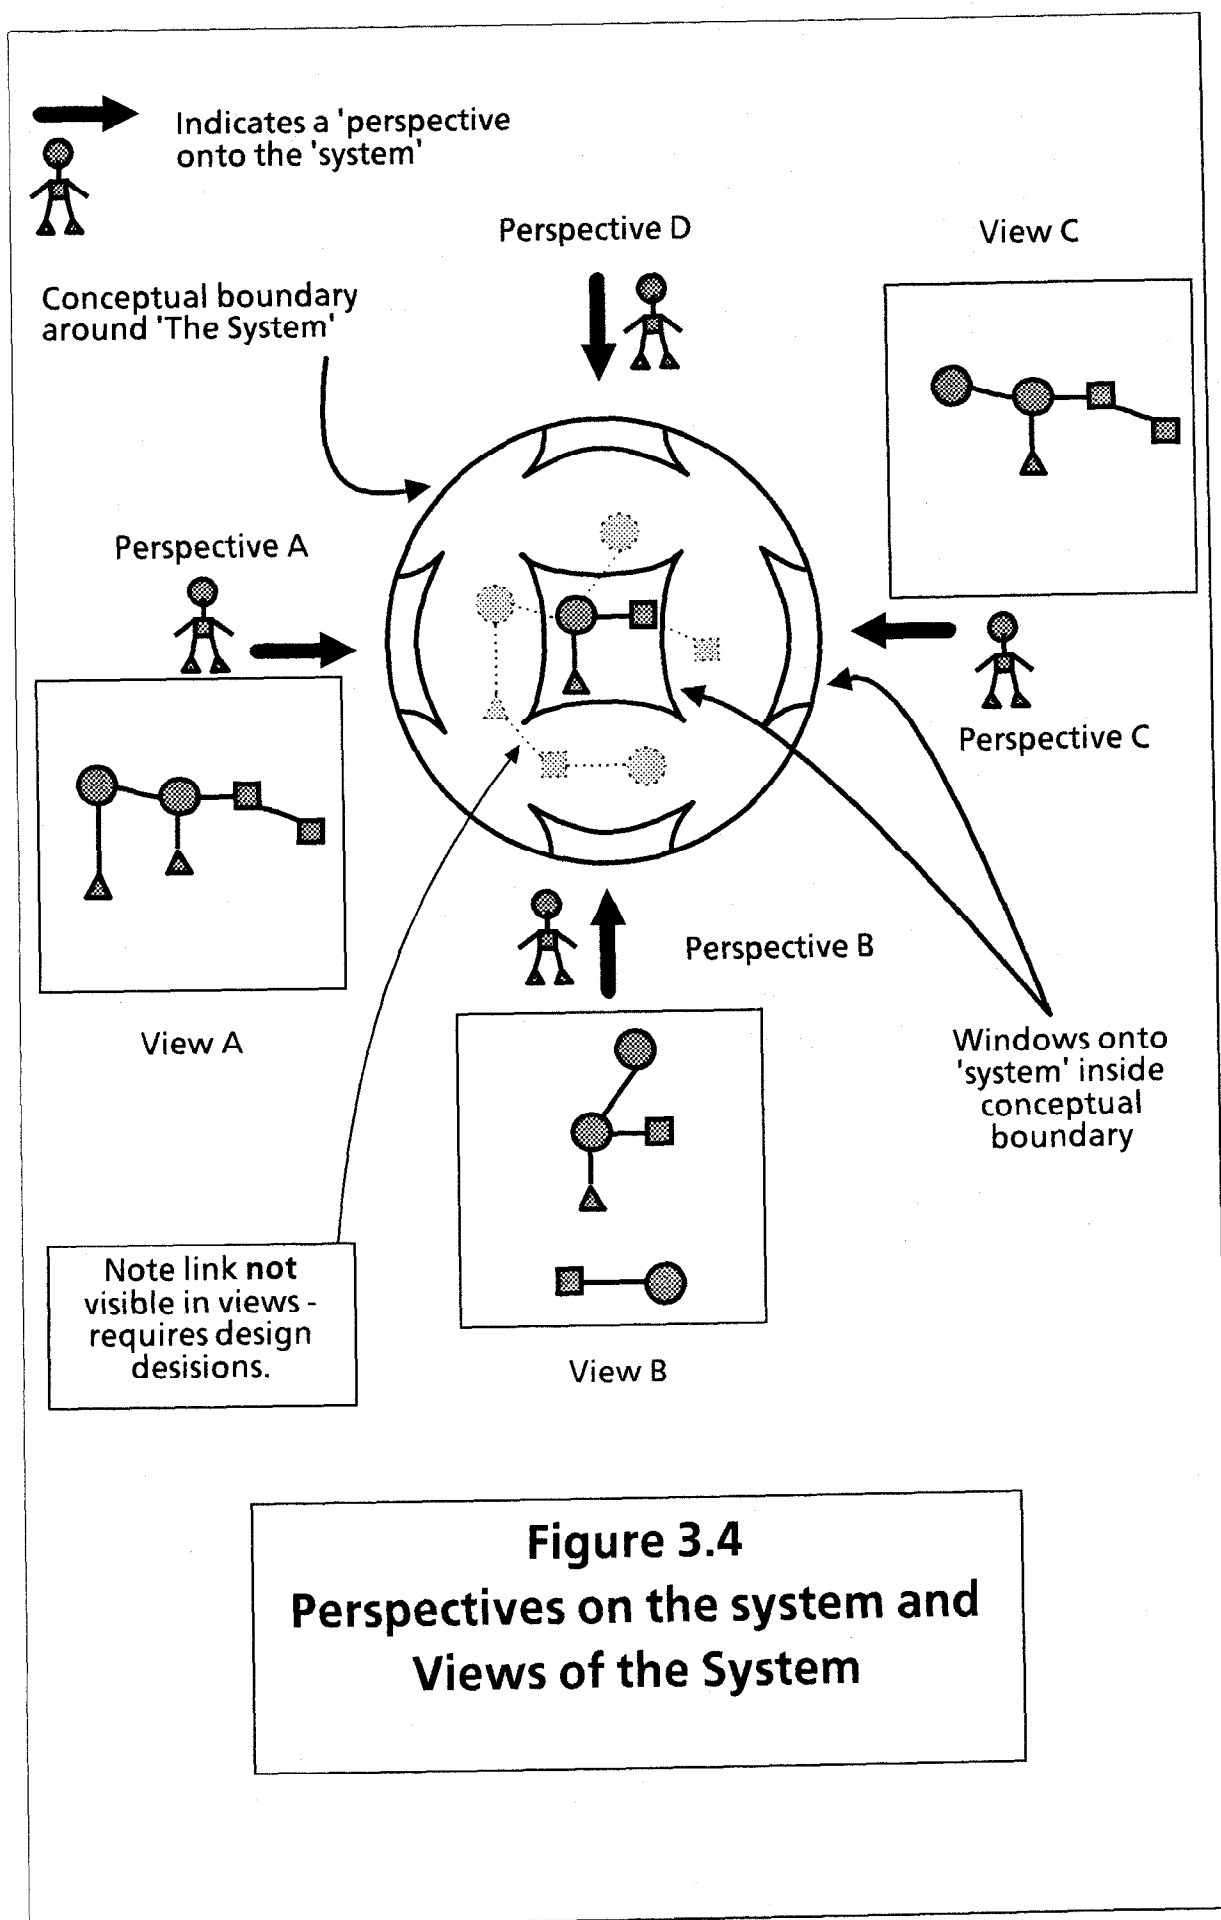 Indicates a 'perspective
onto the 'system'
Perspective D
View C
Conceptual boundary
around 'The System'
Perspective A
Perspective C
Perspective B
View A
Windows onto
'system' inside
conceptual
boundary
Note link not
visible in views -
requires design
desisions.
View B
Figure 3.4
Perspectives on the system and
Views of the System